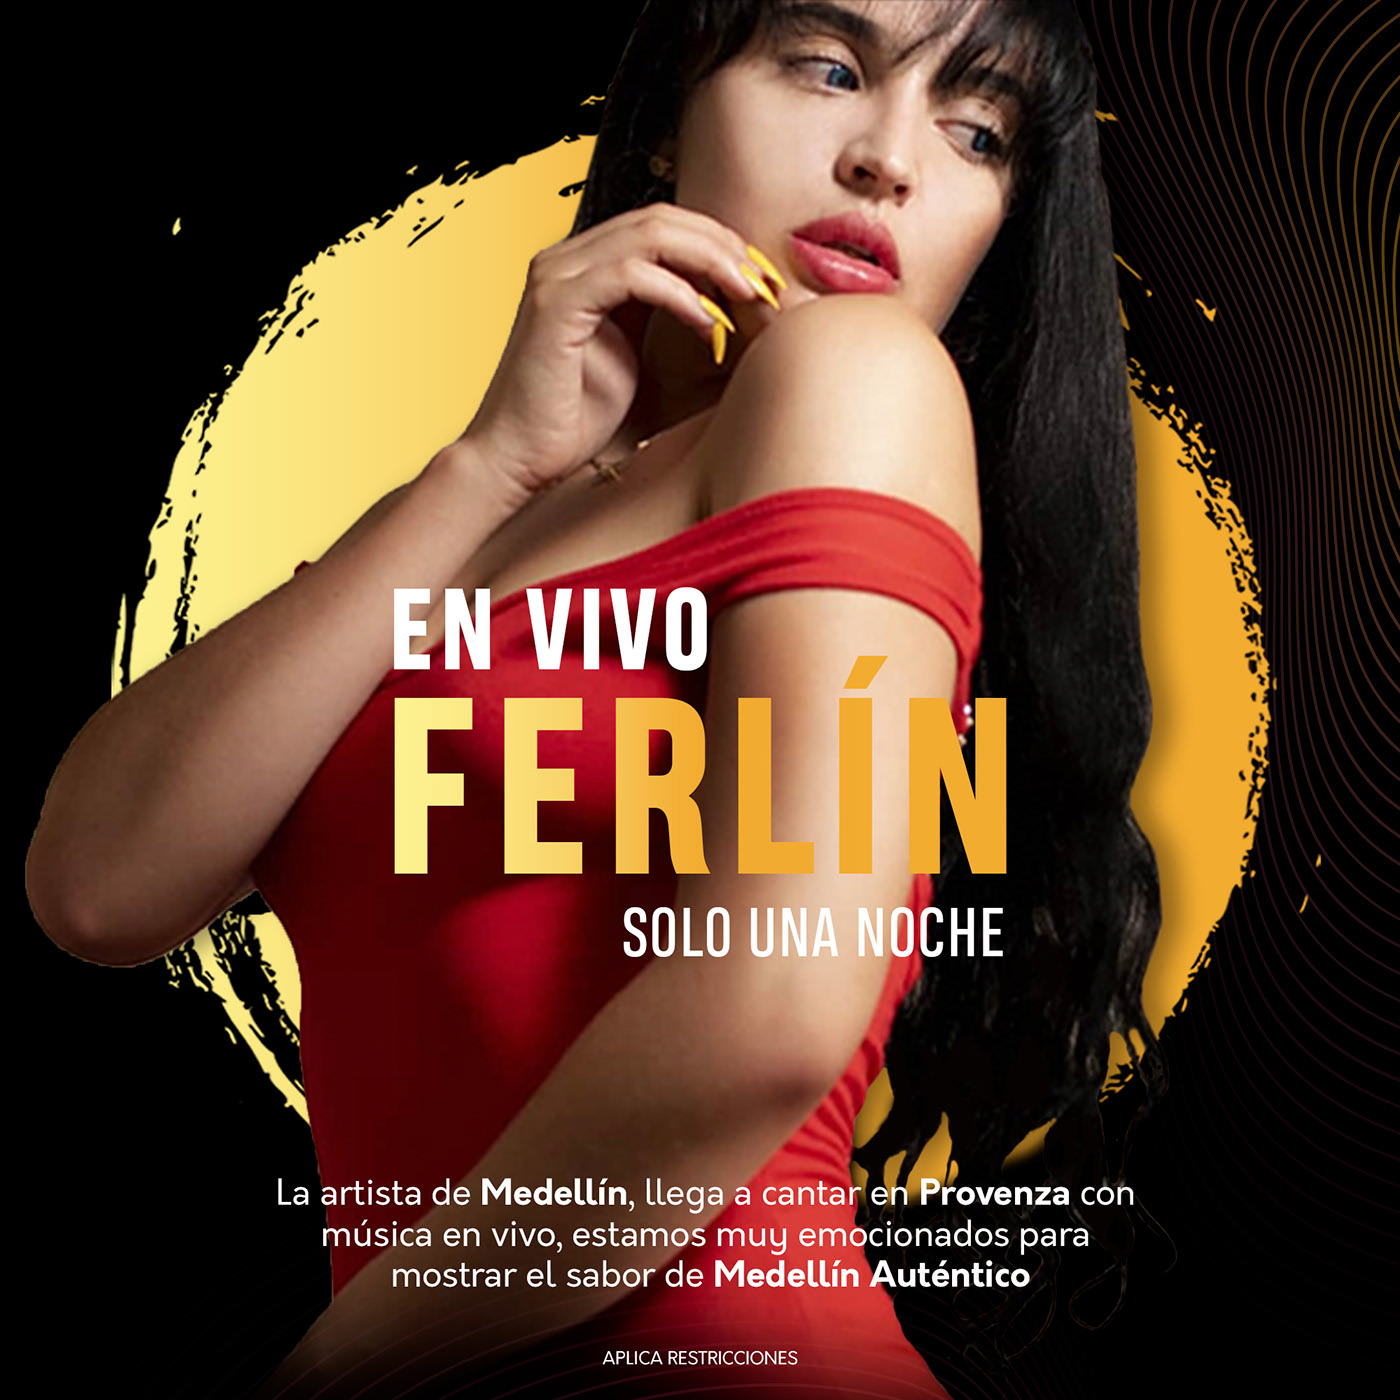 EN VIVO
FERLÍN
SOLO UNA NOCHE
La artista de Medellín, llega a cantar en Provenza con
música en vivo, estamos muy emocionados para
mostrar el sabor de Medellín Auténtico
APLICA RESTRICCIONES